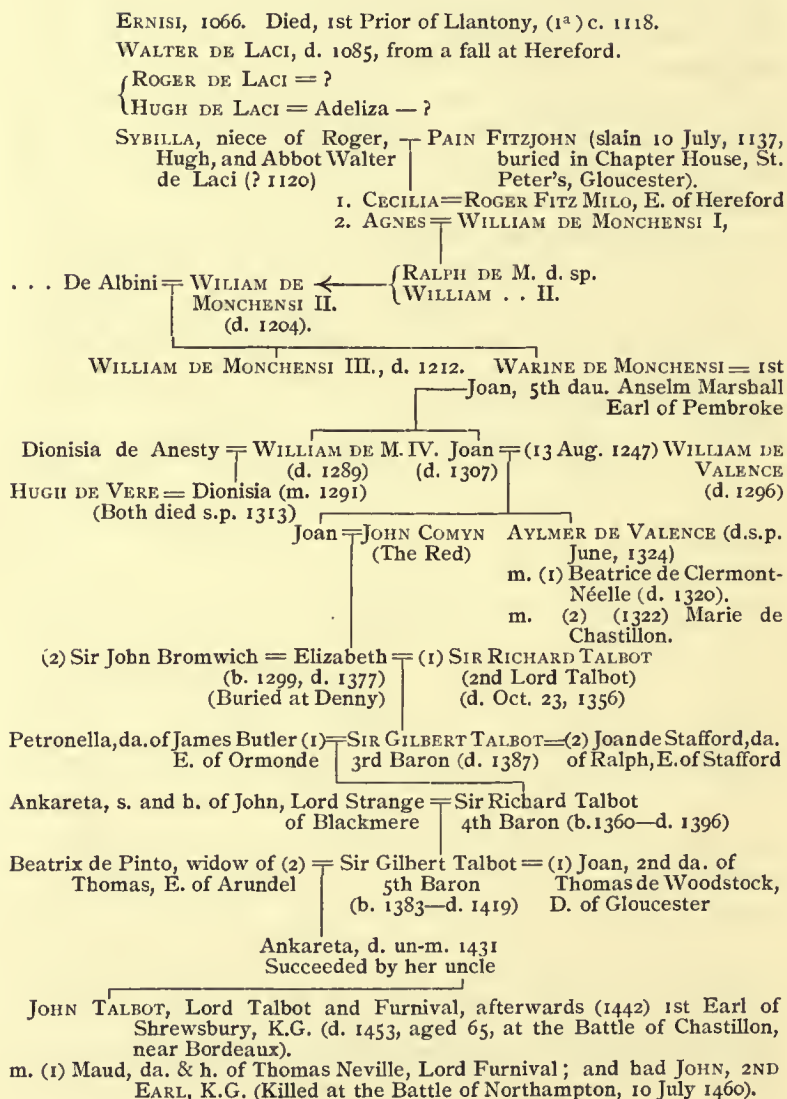 ERNISI, 1066. Died, 1st Prior of Llantony, (1ᵃ) c. 1118.
WALTER DE LACI, d. 1085, from a fall at Hereford.
ROGER DE LACI = ?
HUGH DE LACI = Adeliza — ?
SYBILLA, niece of Roger, Hugh, and Abbot Walter de Laci (? 1120)
PAIN FITZJOHN (slain 10 July, 1137, buried in Chapter House, St. Peter's, Gloucester).
1. CECILIA = ROGER FITZ MILO, E. of Hereford
2. AGNES = WILLIAM DE MONCHENSI I,
RALPH DE M. d. sp.
WILLIAM . . II.
. . . De Albini = WILIAM DE MONCHENSI II. (d. 1204).
WILLIAM DE MONCHENSI III., d. 1212. WARINE DE MONCHENSI = 1st
Joan, 5th dau. Anselm Marshall
Earl of Pembroke
Dionisia de Anesty = WILLIAM DE M. IV. (d. 1289)
Joan (d. 1307) = (13 Aug. 1247) WILLIAM DE VALENCE (d. 1296)
HUGH DE VERE = Dionisia (m. 1291)
(Both died s.p. 1313)
Joan = JOHN COMYN
(The Red)
AYLMER DE VALENCE (d.s.p. June, 1324)
m. (1) Beatrice de Clermont-Néelle (d. 1320).
m. (2) (1322) Marie de Chastillon.
(2) Sir John Bromwich = Elizabeth = (1) SIR RICHARD TALBOT
(b. 1299, d. 1377) (2nd Lord Talbot)
(Buried at Denny) (d. Oct. 23, 1356)
Petronella, da. of James Butler (1) = SIR GILBERT TALBOT = (2) Joan de Stafford, da.
E. of Ormonde 3rd Baron (d. 1387) of Ralph, E. of Stafford
Ankareta, s. and h. of John, Lord Strange = Sir Richard Talbot
of Blackmere 4th Baron (b. 1360—d. 1396)
Beatrix de Pinto, widow of (2) = Sir Gilbert Talbot = (1) Joan, 2nd da. of
Thomas, E. of Arundel 5th Baron Thomas de Woodstock,
(b. 1383—d. 1419) D. of Gloucester
Ankareta, d. un-m. 1431
Succeeded by her uncle
JOHN TALBOT, Lord Talbot and Furnival, afterwards (1442) 1st Earl of
Shrewsbury, K.G. (d. 1453, aged 65, at the Battle of Chastillon,
near Bordeaux).
m. (1) Maud, da. & h. of Thomas Neville, Lord Furnival; and had JOHN, 2ND
EARL, K.G. (Killed at the Battle of Northampton, 10 July 1460).